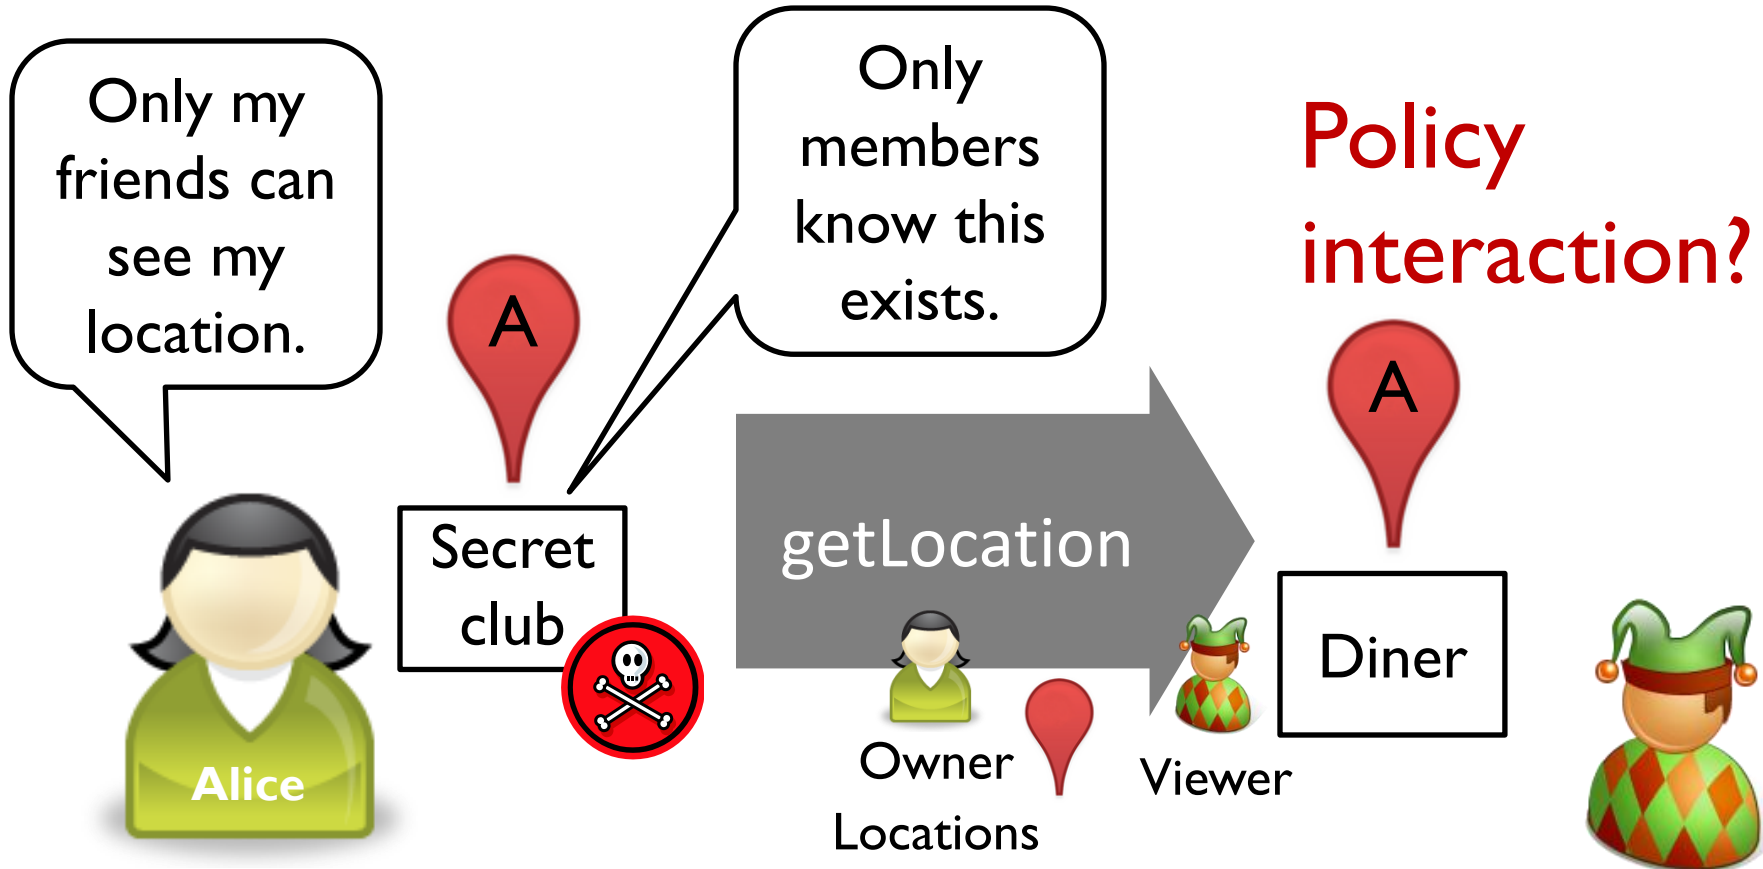 Only my
friends can
see my
location.
Only
members
know this
exists.
Policy
interaction?
A
A
Secret
club
getLocation
Diner
Alice
Owner
Viewer
Locations